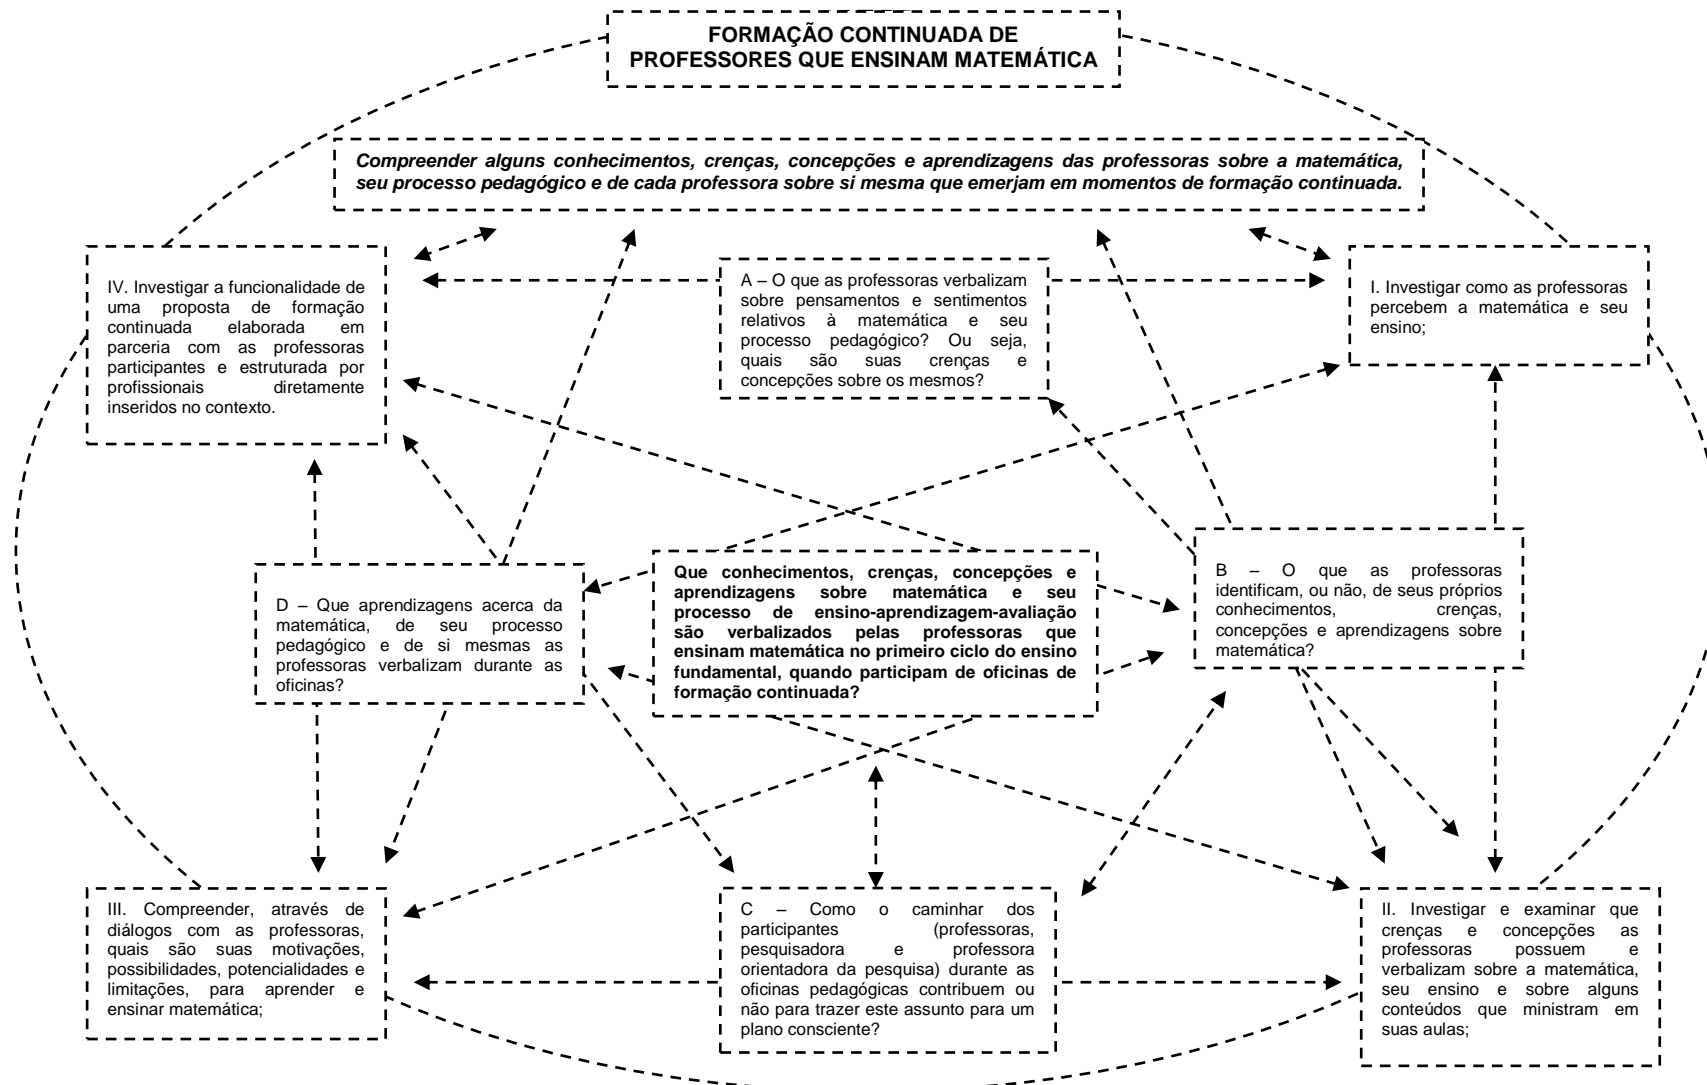 FORMAÇÃO CONTINUADA DE
PROFESSORES QUE ENSINAM MATEMÁTICA
Compreender alguns conhecimentos, crenças, concepções e aprendizagens das professoras sobre a matemática,
seu processo pedagógico e de cada professora sobre si mesma que emerjam em momentos de formação continuada.
IV. Investigar a funcionalidade de
uma proposta de formação
continuada elaborada em
parceria com as professoras
participantes e estruturada por
profissionais diretamente
inseridos no contexto.
A – O que as professoras verbalizam
sobre pensamentos e sentimentos
relativos à matemática e seu
processo pedagógico? Ou seja,
quais são suas crenças e
concepções sobre os mesmos?
I. Investigar como as professoras
percebem a matemática e seu
ensino;
D – Que aprendizagens acerca da
matemática, de seu processo
pedagógico e de si mesmas as
professoras verbalizam durante as
oficinas?
Que conhecimentos, crenças, concepções e
aprendizagens sobre matemática e seu
processo de ensino-aprendizagem-avaliação
são verbalizados pelas professoras que
ensinam matemática no primeiro ciclo do ensino
fundamental, quando participam de oficinas de
formação continuada?
B – O que as professoras
identificam, ou não, de seus próprios
conhecimentos, crenças,
concepções e aprendizagens sobre
matemática?
III. Compreender, através de
diálogos com as professoras,
quais são suas motivações,
possibilidades, potencialidades e
limitações, para aprender e
ensinar matemática;
C – Como o caminhar dos
participantes (professoras,
pesquisadora e professora
orientadora da pesquisa) durante as
oficinas pedagógicas contribuem ou
não para trazer este assunto para um
plano consciente?
II. Investigar e examinar que
crenças e concepções as
professoras possuem e
verbalizam sobre a matemática,
seu ensino e sobre alguns
conteúdos que ministram em
suas aulas;